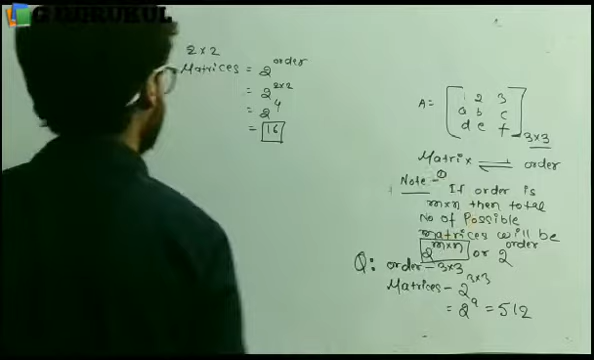 GURUKUL
2×2
Matrices = 2^order
= 2^2×2
= 2^4
= 16
A = [ 1 2 3
a b c
d e f ] 3×3
Matrix ⇌ order
Note-① If order is
m×n then total
No of Possible
matrices will be
2^m×n or 2^order
Q: order-3×3
Matrices- 2^3×3
= 2^9 = 512